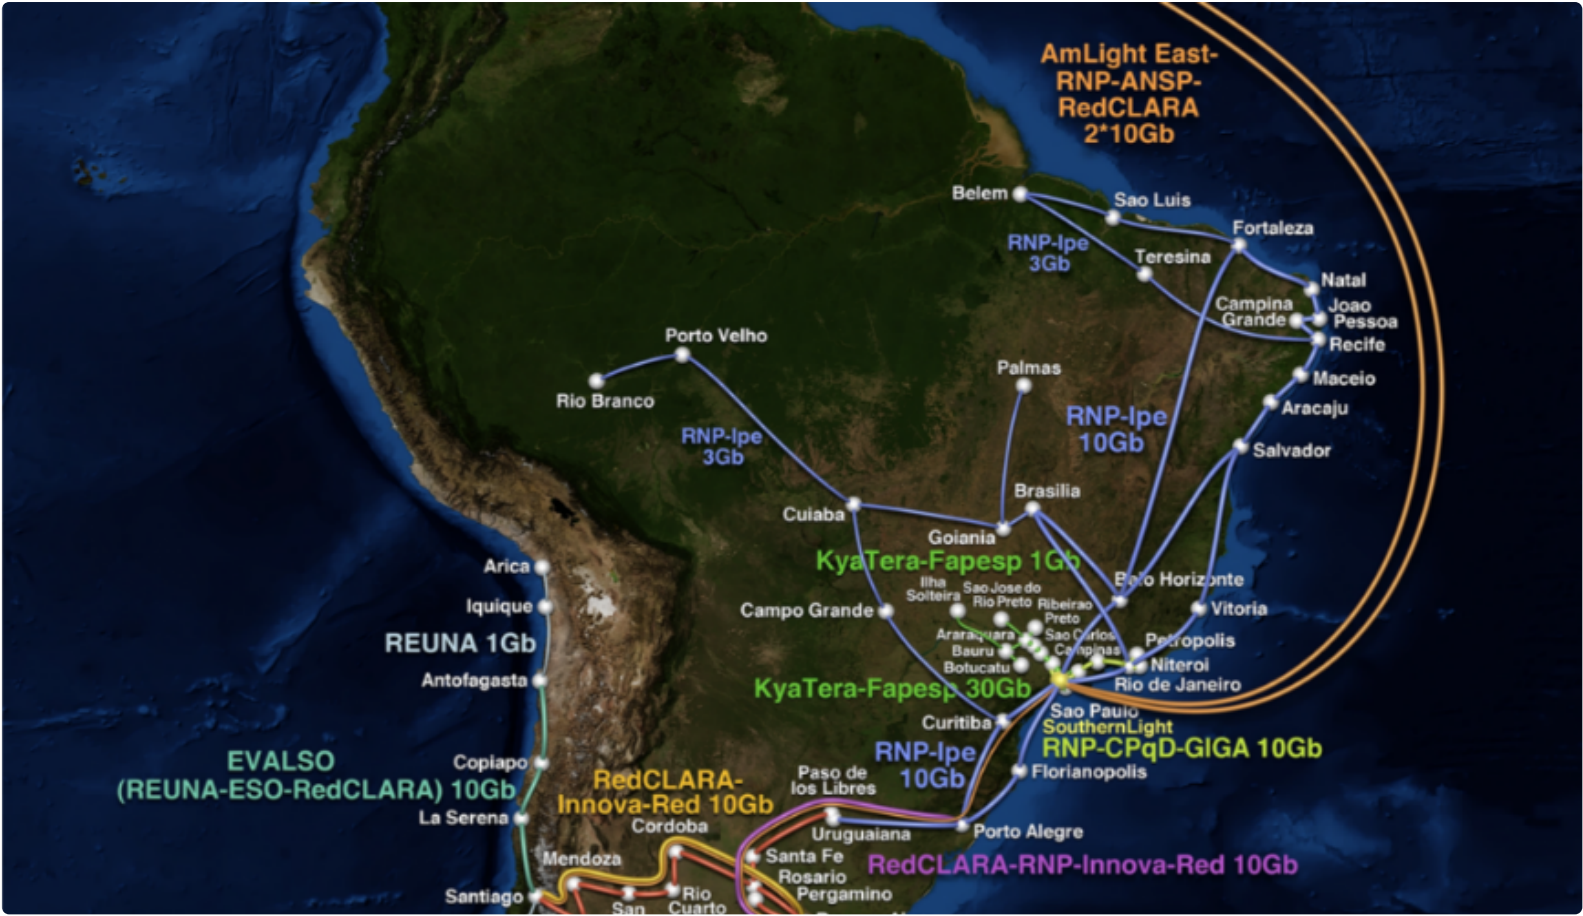 AmLight East-
RNP-ANSP-
RedCLARA
2*10Gb
Belem
Sao Luis
Fortaleza
RNP-Ipe
3Gb
Teresina
Natal
Campina
Grande
Joao
Pessoa
Recife
Porto Velho
Palmas
Maceio
Rio Branco
Aracaju
RNP-Ipe
10Gb
RNP-Ipe
3Gb
Salvador
Brasilia
Cuiaba
Goiania
KyaTera-Fapesp 1Gb
Arica
Belo Horizonte
Ilha
Solteira
Sao Jose do
Rio Preto
Ribeirao
Preto
Iquique
Campo Grande
Vitoria
REUNA 1Gb
Araraquara
Sao Carlos
Petropolis
Bauru
Campinas
Botucatu
Niteroi
Antofagasta
KyaTera-Fapesp 30Gb
Rio de Janeiro
Sao Paulo
Curitiba
SouthernLight
RNP-CPqD-GIGA 10Gb
RNP-Ipe
10Gb
EVALSO
(REUNA-ESO-RedCLARA) 10Gb
Copiapo
Florianopolis
RedCLARA-
Innova-Red 10Gb
Paso de
los Libres
La Serena
Cordoba
Uruguaiana
Porto Alegre
Mendoza
Santa Fe
RedCLARA-RNP-Innova-Red 10Gb
Rosario
Pergamino
Santiago
San
Rio
Cuarto